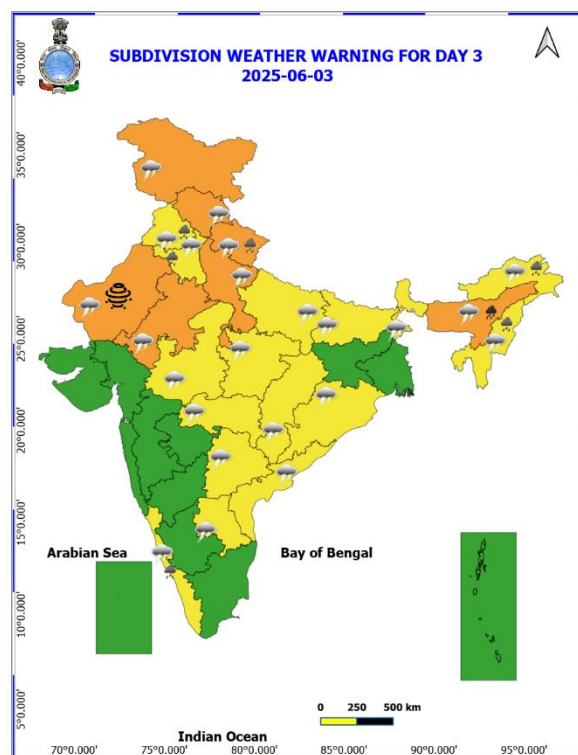 SUBDIVISION WEATHER WARNING FOR DAY 3
2025-06-03
40°0.000'
35°0.000'
30°0.000'
25°0.000'
20°0.000'
15°0.000'
10°0.000'
5°0.000'
Arabian Sea
Bay of Bengal
0 250 500 km
Indian Ocean
70°0.000' 75°0.000' 80°0.000' 85°0.000' 90°0.000' 95°0.000'